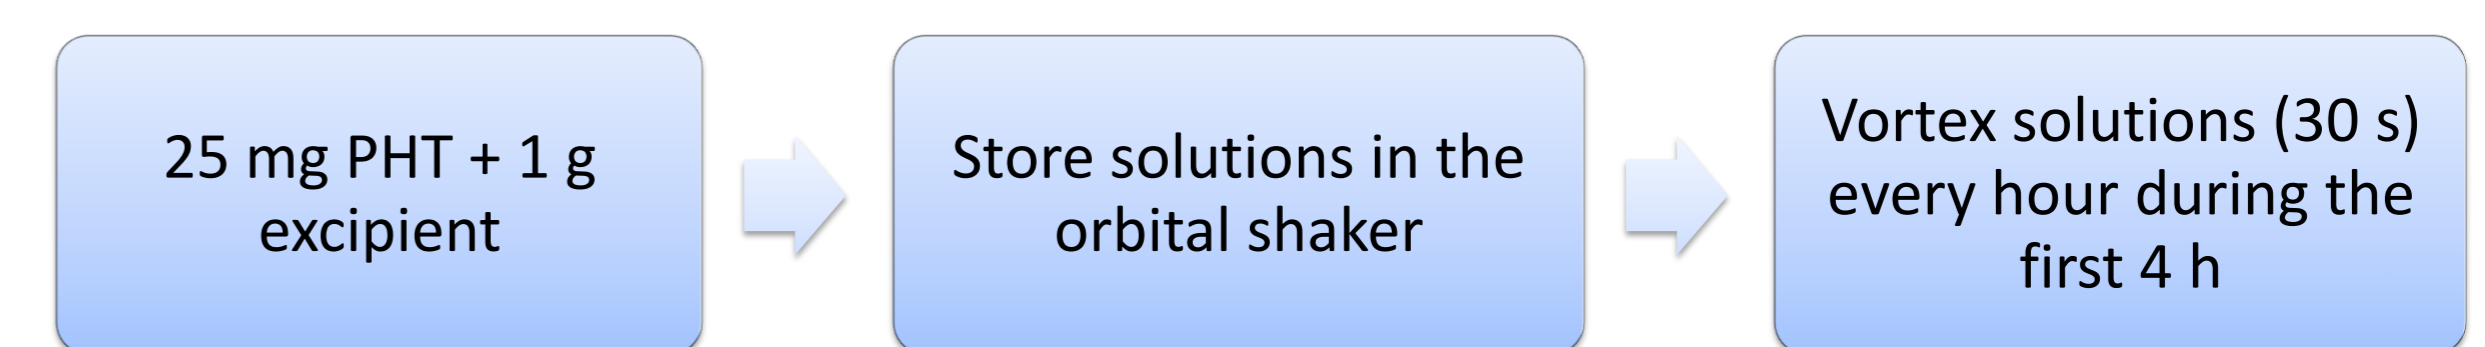 25 mg PHT + 1 g
excipient
Store solutions in the
orbital shaker
Vortex solutions (30 s)
every hour during the
first 4 h